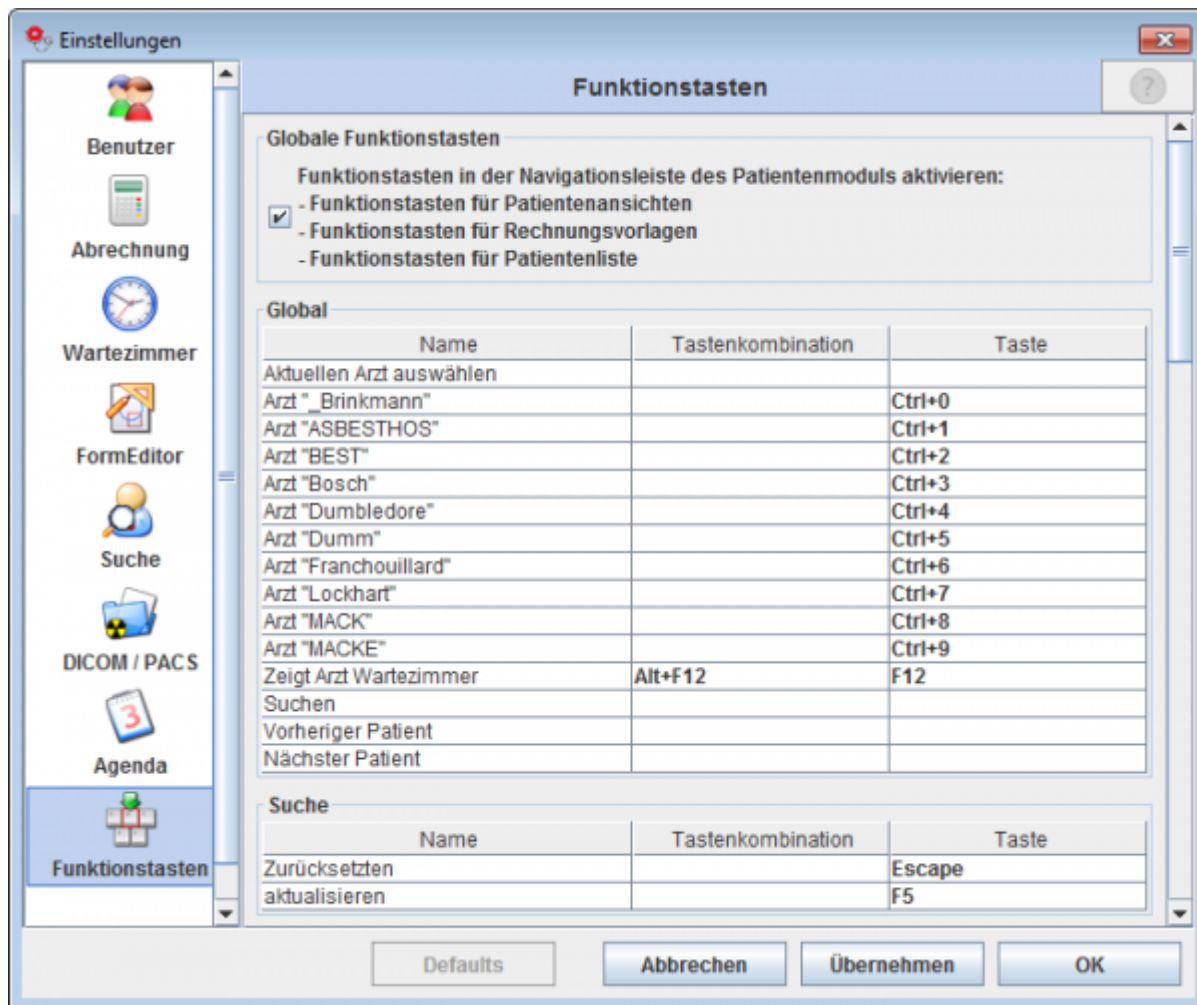 Einstellungen
Benutzer
Abrechnung
Wartezimmer
FormEditor
Suche
DICOM / PACS
3
Agenda
Funktionstasten
Funktionstasten
?
Globale Funktionstasten
Funktionstasten in der Navigationsleiste des Patientenmoduls aktivieren:
- Funktionstasten für Patientenansichten
- Funktionstasten für Rechnungsvorlagen
- Funktionstasten für Patientenliste
Global
Name Tastenkombination Taste
Aktuellen Arzt auswählen
Arzt "_Brinkmann" Ctrl+0
Arzt "ASBESTHOS" Ctrl+1
Arzt "BEST" Ctrl+2
Arzt "Bosch" Ctrl+3
Arzt "Dumbledore" Ctrl+4
Arzt "Dumm" Ctrl+5
Arzt "Franchouillard" Ctrl+6
Arzt "Lockhart" Ctrl+7
Arzt "MACK" Ctrl+8
Arzt "MACKE" Ctrl+9
Zeigt Arzt Wartezimmer Alt+F12 F12
Suchen
Vorheriger Patient
Nächster Patient
Suche
Name Tastenkombination Taste
Zurücksetzten Escape
aktualisieren F5
Defaults Abbrechen Übernehmen OK